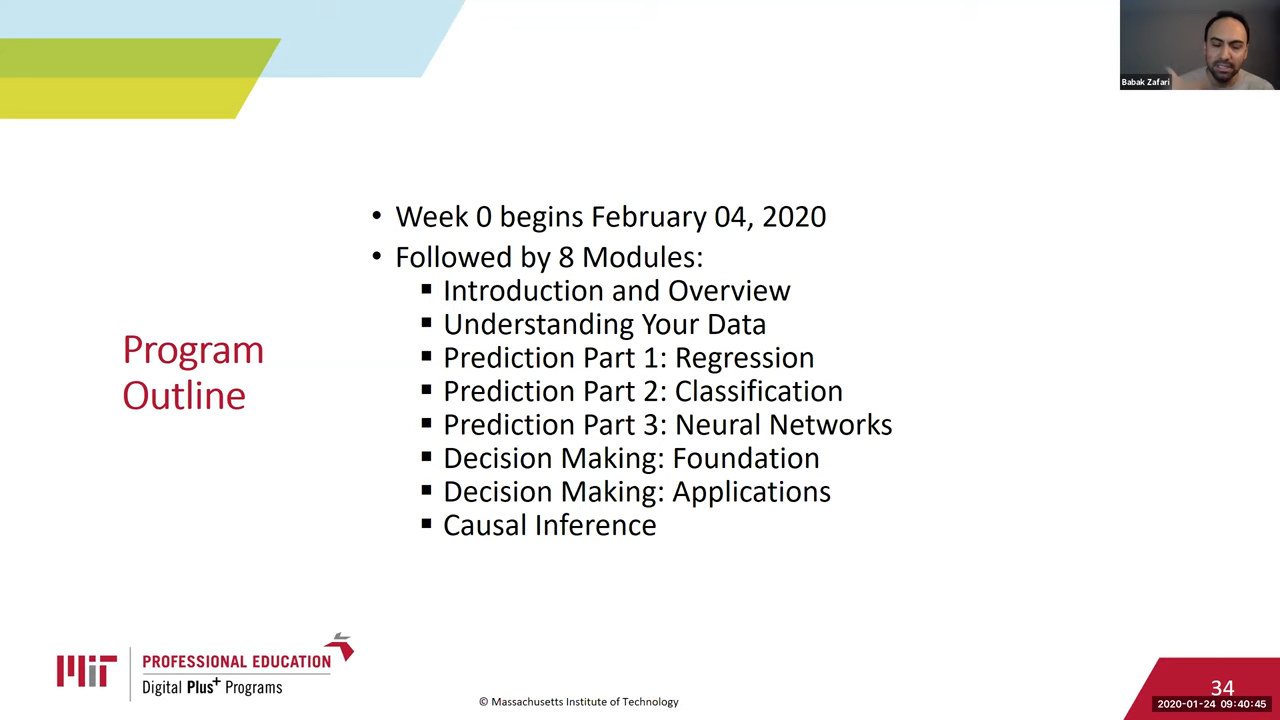 Babak Zafari
• Week 0 begins February 04, 2020
• Followed by 8 Modules:
▪ Introduction and Overview
▪ Understanding Your Data
▪ Prediction Part 1: Regression
▪ Prediction Part 2: Classification
▪ Prediction Part 3: Neural Networks
▪ Decision Making: Foundation
▪ Decision Making: Applications
▪ Causal Inference
Program
Outline
MIT
PROFESSIONAL EDUCATION
Digital Plus+ Programs
© Massachusetts Institute of Technology
34
2020-01-24 09:40:45